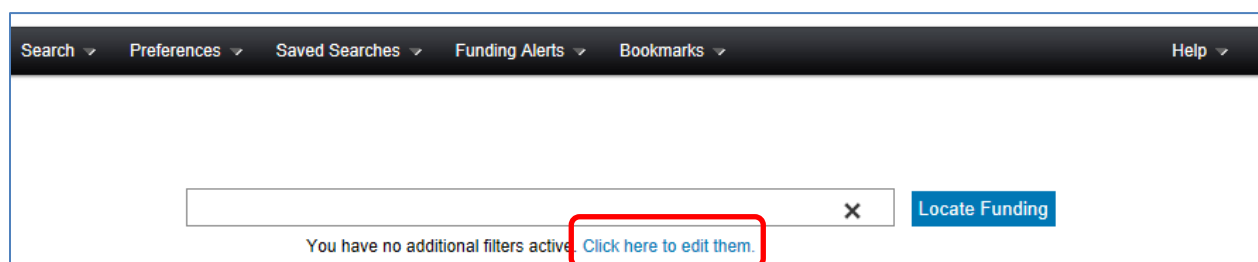 Search Preferences Saved Searches Funding Alerts Bookmarks Help
Locate Funding
You have no additional filters active. Click here to edit them.